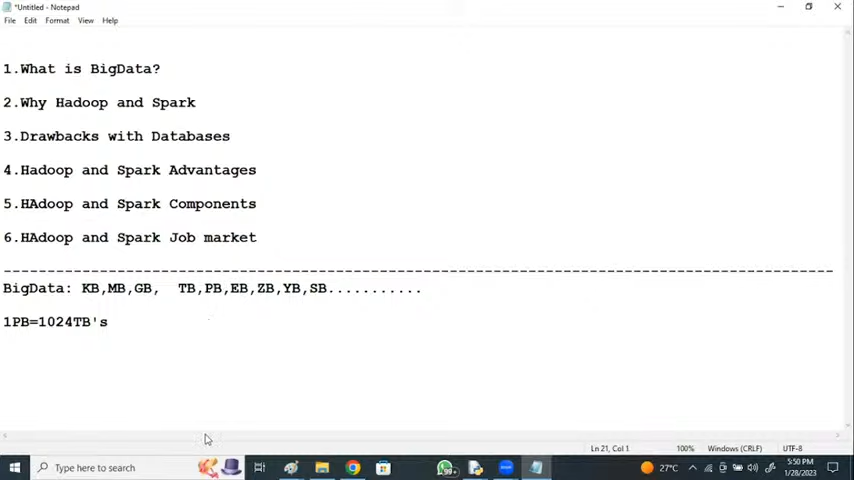 *Untitled - Notepad
File Edit Format View Help
1.What is BigData?
2.Why Hadoop and Spark
3.Drawbacks with Databases
4.Hadoop and Spark Advantages
5.HAdoop and Spark Components
6.HAdoop and Spark Job market
--------------------------------------------------------------------------------------------
BigData: KB,MB,GB,  TB,PB,EB,ZB,YB,SB...........
1PB=1024TB's
Ln 21, Col 1 100% Windows (CRLF) UTF-8
Type here to search 99+ 27°C 5:50 PM
1/28/2023